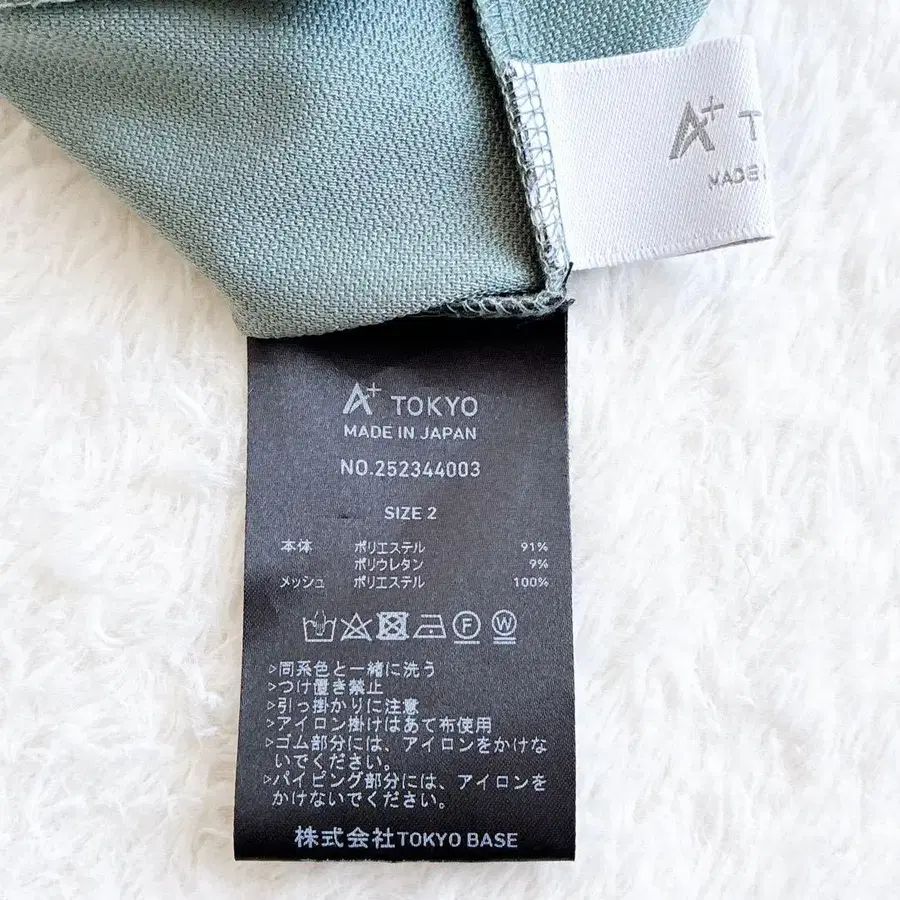 A+ T
MADE
A+ TOKYO
MADE IN JAPAN
NO.252344003
SIZE 2
本体 ポリエステル 91%
ポリウレタン 9%
メッシュ ポリエステル 100%
F W
▷同系色と一緒に洗う
▷つけ置き禁止
▷引っ掛かりに注意
▷アイロン掛けはあて布使用
▷ゴム部分には、アイロンをかけな
いでください。
▷パイピング部分には、アイロンを
かけないでください。
株式会社TOKYO BASE